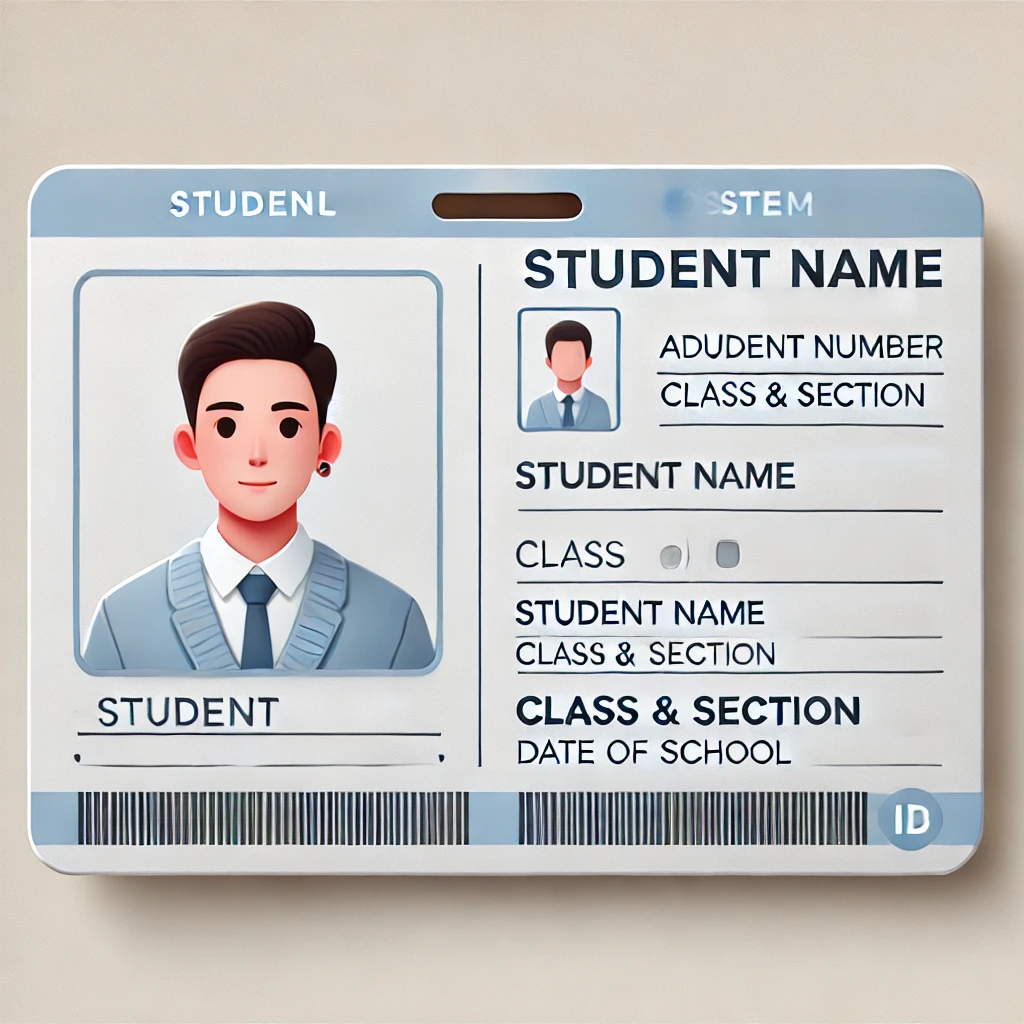 STUDENL
STEM
STUDENT NAME
ADUDENT NUMBER
CLASS & SECTION
STUDENT NAME
CLASS
STUDENT NAME
CLASS & SECTION
CLASS & SECTION
DATE OF SCHOOL
STUDENT
ID